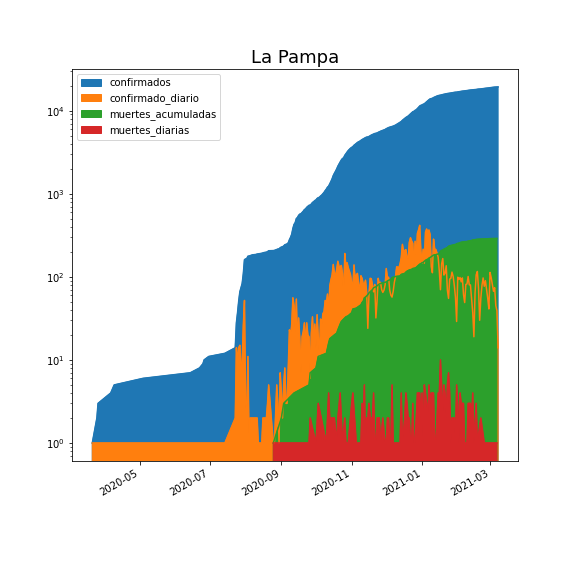 La Pampa
confirmados
confirmado_diario
muertes_acumuladas
muertes_diarias
10⁴
10³
10²
10¹
10⁰
2020-05
2020-07
2020-09
2020-11
2021-01
2021-03